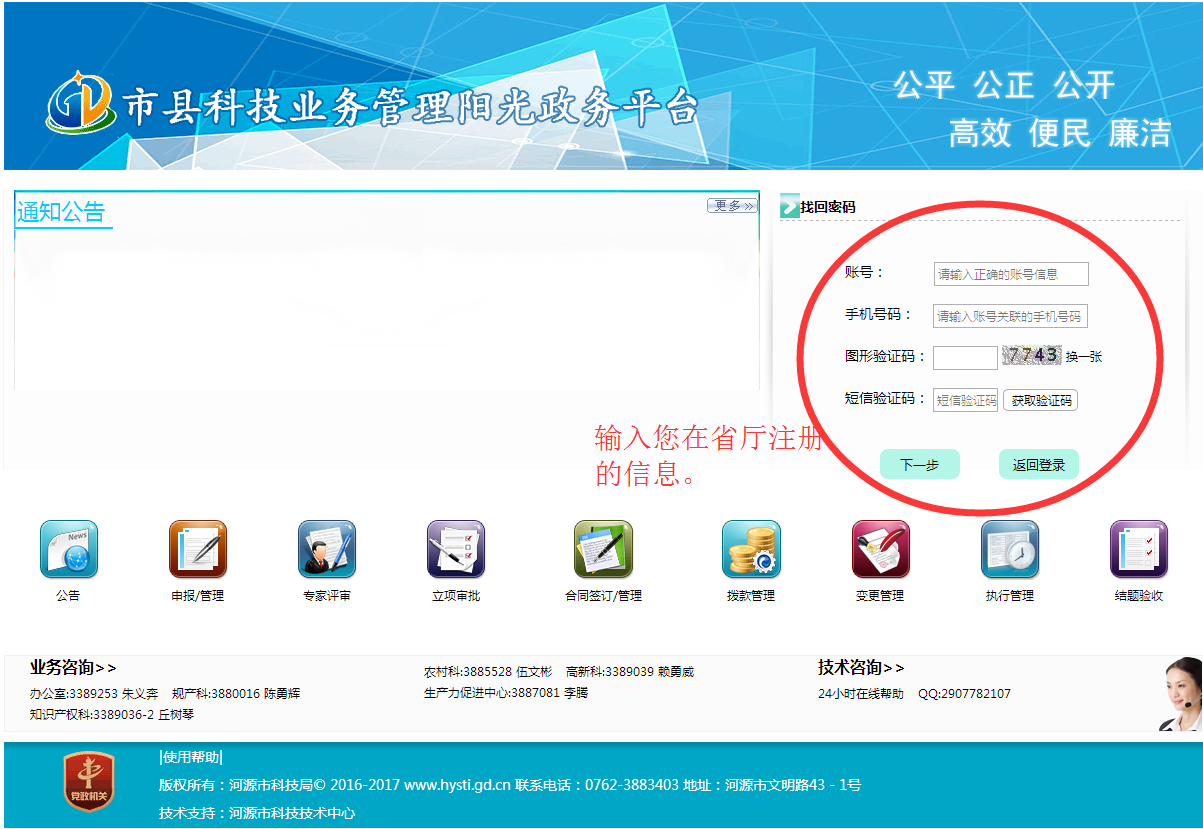 市县科技业务管理阳光政务平台
公平 公正 公开
高效 便民 廉洁
通知公告
更多
找回密码
账号：
请输入正确的账号信息
手机号码：
请输入账号关联的手机号码
图形验证码：
7743
换一张
短信验证码：
短信验证码
获取验证码
输入您在省厅注册
的信息。
下一步
返回登录
News
公告
申报/管理
专家评审
立项审批
合同签订/管理
拨款管理
变更管理
执行管理
结题验收
业务咨询>>
办公室:3389253 朱义奔 规产科:3880016 陈勇辉
知识产权科:3389036-2 丘树琴
农村科:3885528 伍文彬 高新科:3389039 赖勇威
生产力促进中心:3887081 李腾
技术咨询>>
24小时在线帮助 QQ:2907782107
党政机关
|使用帮助|
版权所有：河源市科技局© 2016-2017 www.hysti.gd.cn 联系电话：0762-3883403 地址：河源市文明路43－1号
技术支持：河源市科技技术中心